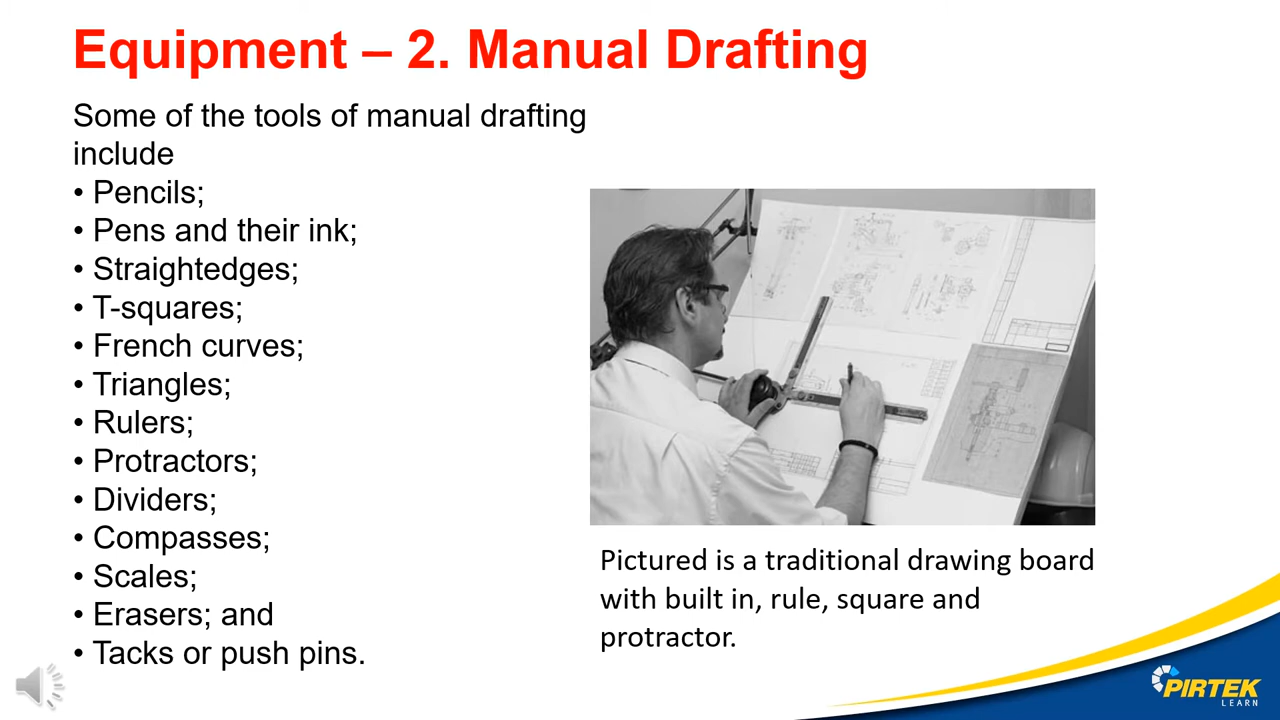 Equipment – 2. Manual Drafting
Some of the tools of manual drafting
include
• Pencils;
• Pens and their ink;
• Straightedges;
• T-squares;
• French curves;
• Triangles;
• Rulers;
• Protractors;
• Dividers;
• Compasses;
• Scales;
• Erasers; and
• Tacks or push pins.
Pictured is a traditional drawing board
with built in, rule, square and
protractor.
PIRTEK
LEARN